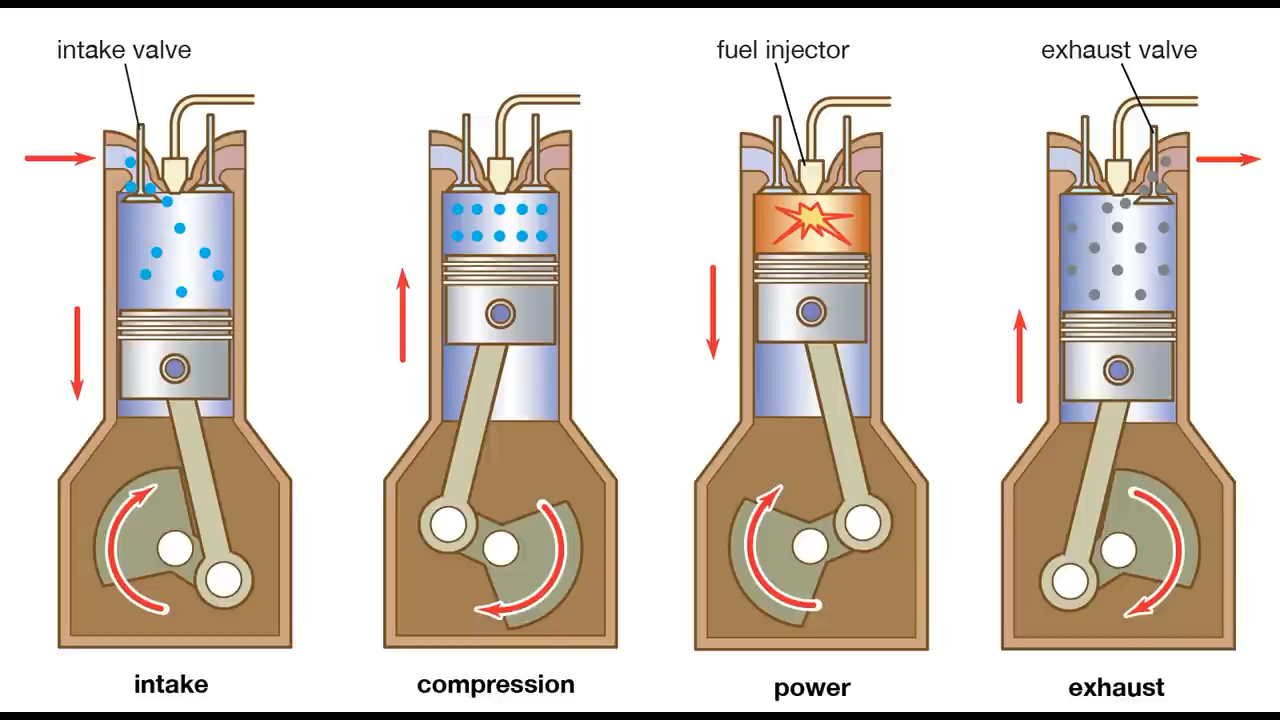 intake valve
fuel injector
exhaust valve
intake
compression
power
exhaust